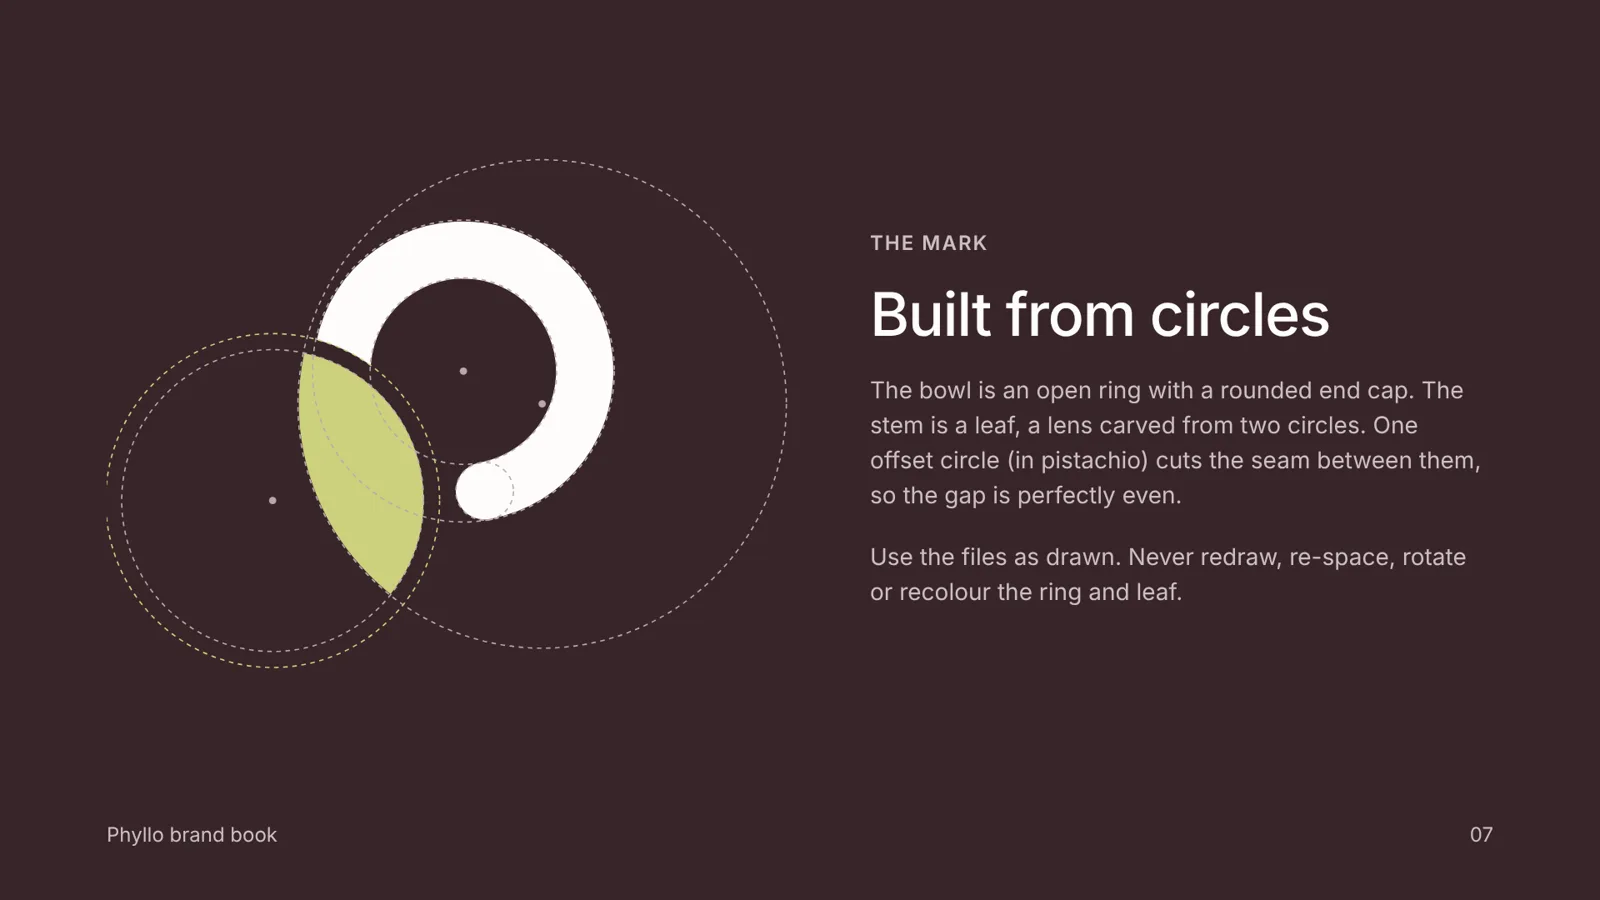 THE MARK
Built from circles
The bowl is an open ring with a rounded end cap. The
stem is a leaf, a lens carved from two circles. One
offset circle (in pistachio) cuts the seam between them,
so the gap is perfectly even.
Use the files as drawn. Never redraw, re-space, rotate
or recolour the ring and leaf.
Phyllo brand book
07